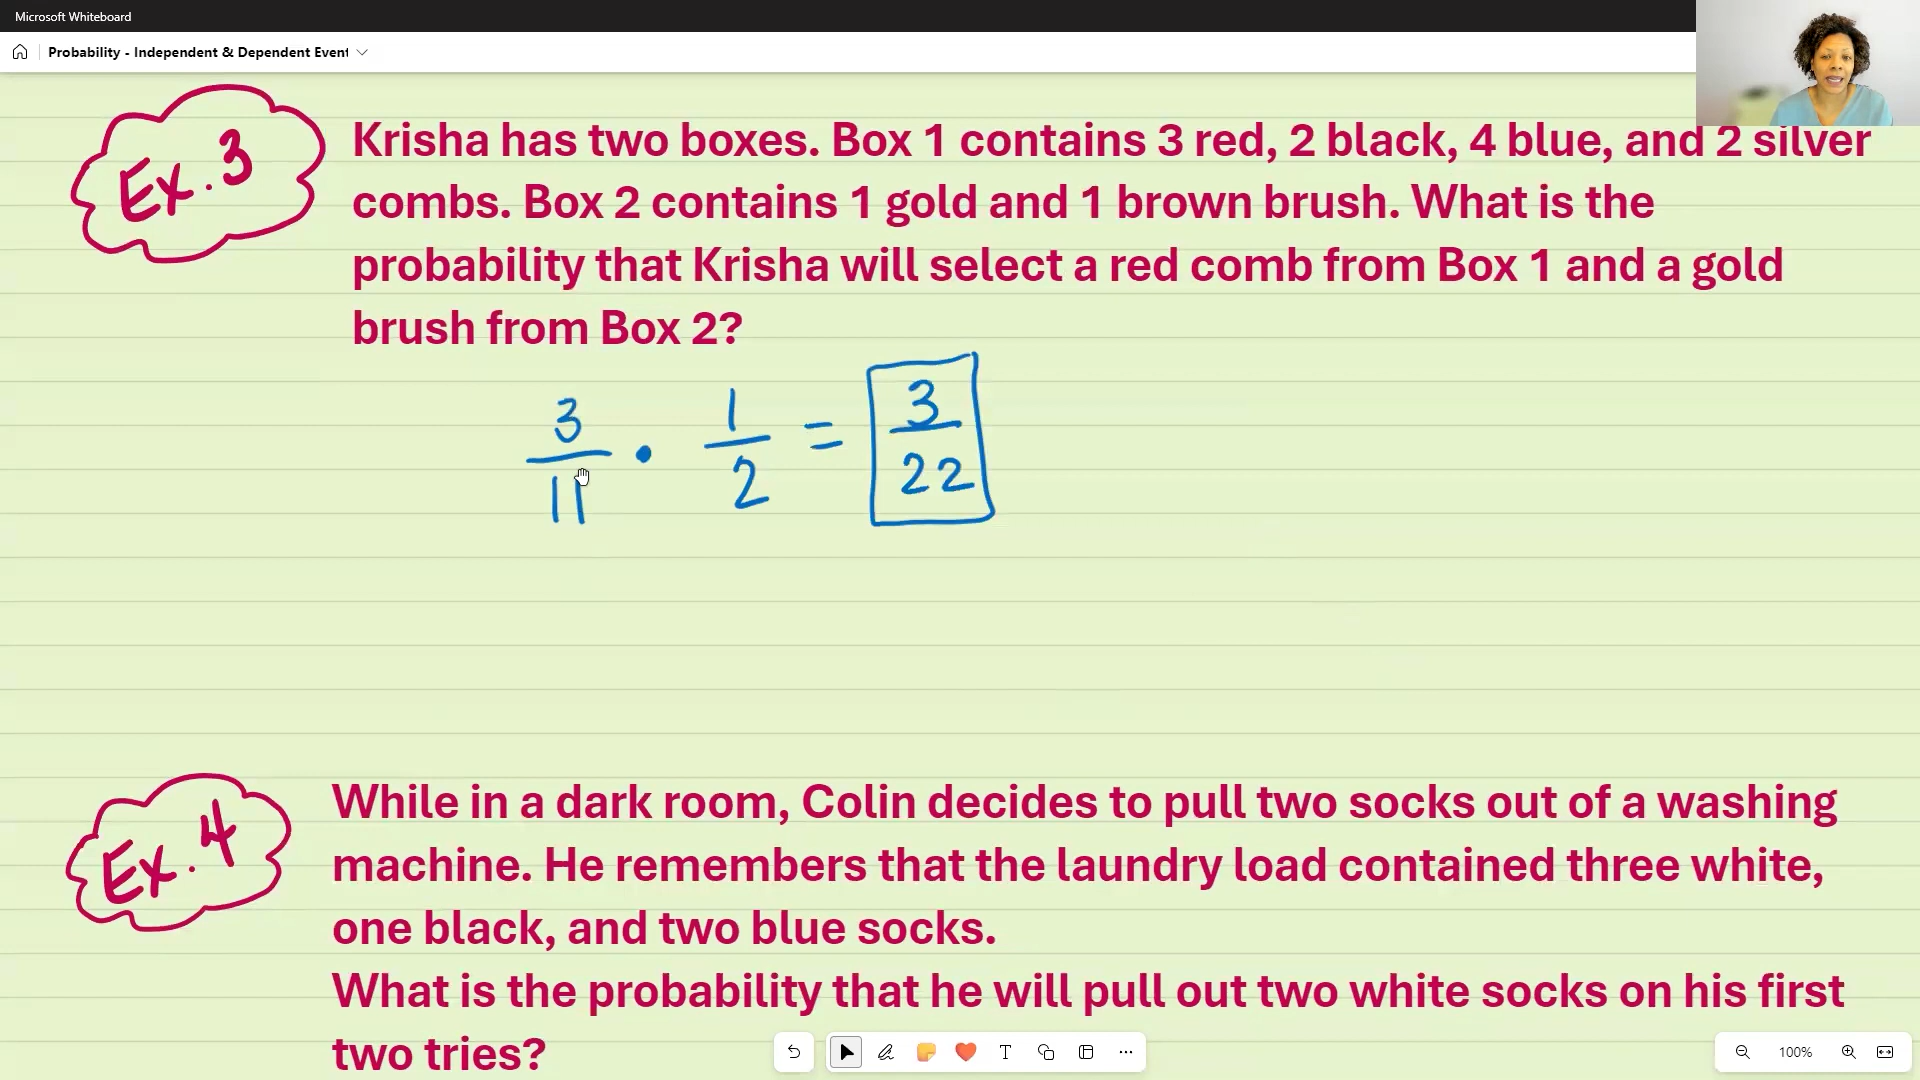 Microsoft Whiteboard
Probability - Independent & Dependent Event
Ex. 3
Krisha has two boxes. Box 1 contains 3 red, 2 black, 4 blue, and 2 silver
combs. Box 2 contains 1 gold and 1 brown brush. What is the
probability that Krisha will select a red comb from Box 1 and a gold
brush from Box 2?
3/11 · 1/2 = 3/22
Ex. 4
While in a dark room, Colin decides to pull two socks out of a washing
machine. He remembers that the laundry load contained three white,
one black, and two blue socks.
What is the probability that he will pull out two white socks on his first
two tries?
T
100%